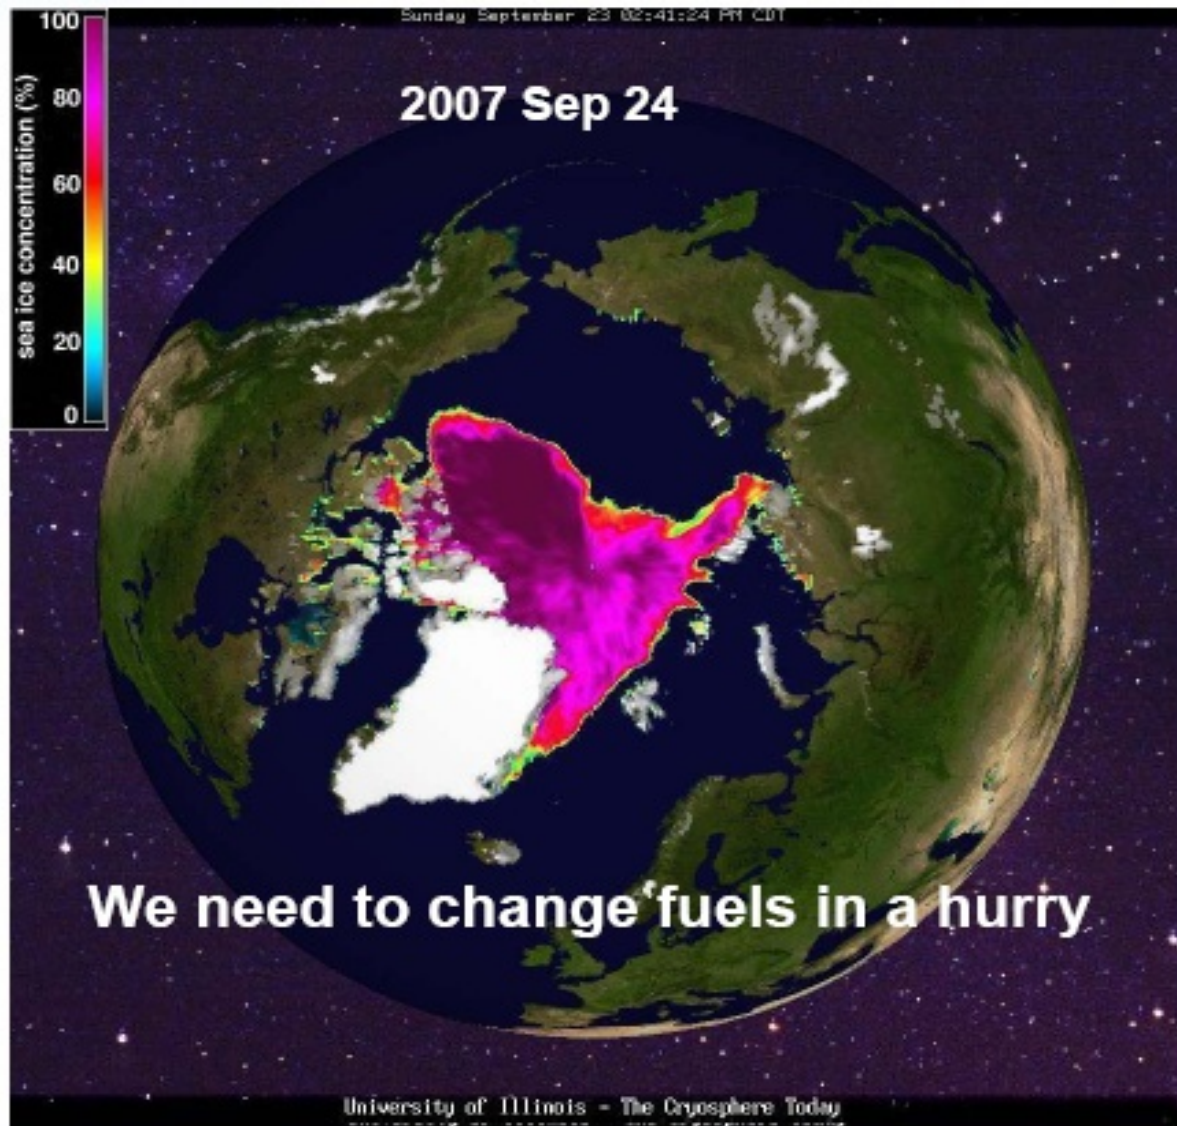 Sunday September 23 02:41:24 PM CDT
2007 Sep 24
sea ice concentration (%)
100
80
60
40
20
0
We need to change fuels in a hurry
University of Illinois - The Cryosphere Today